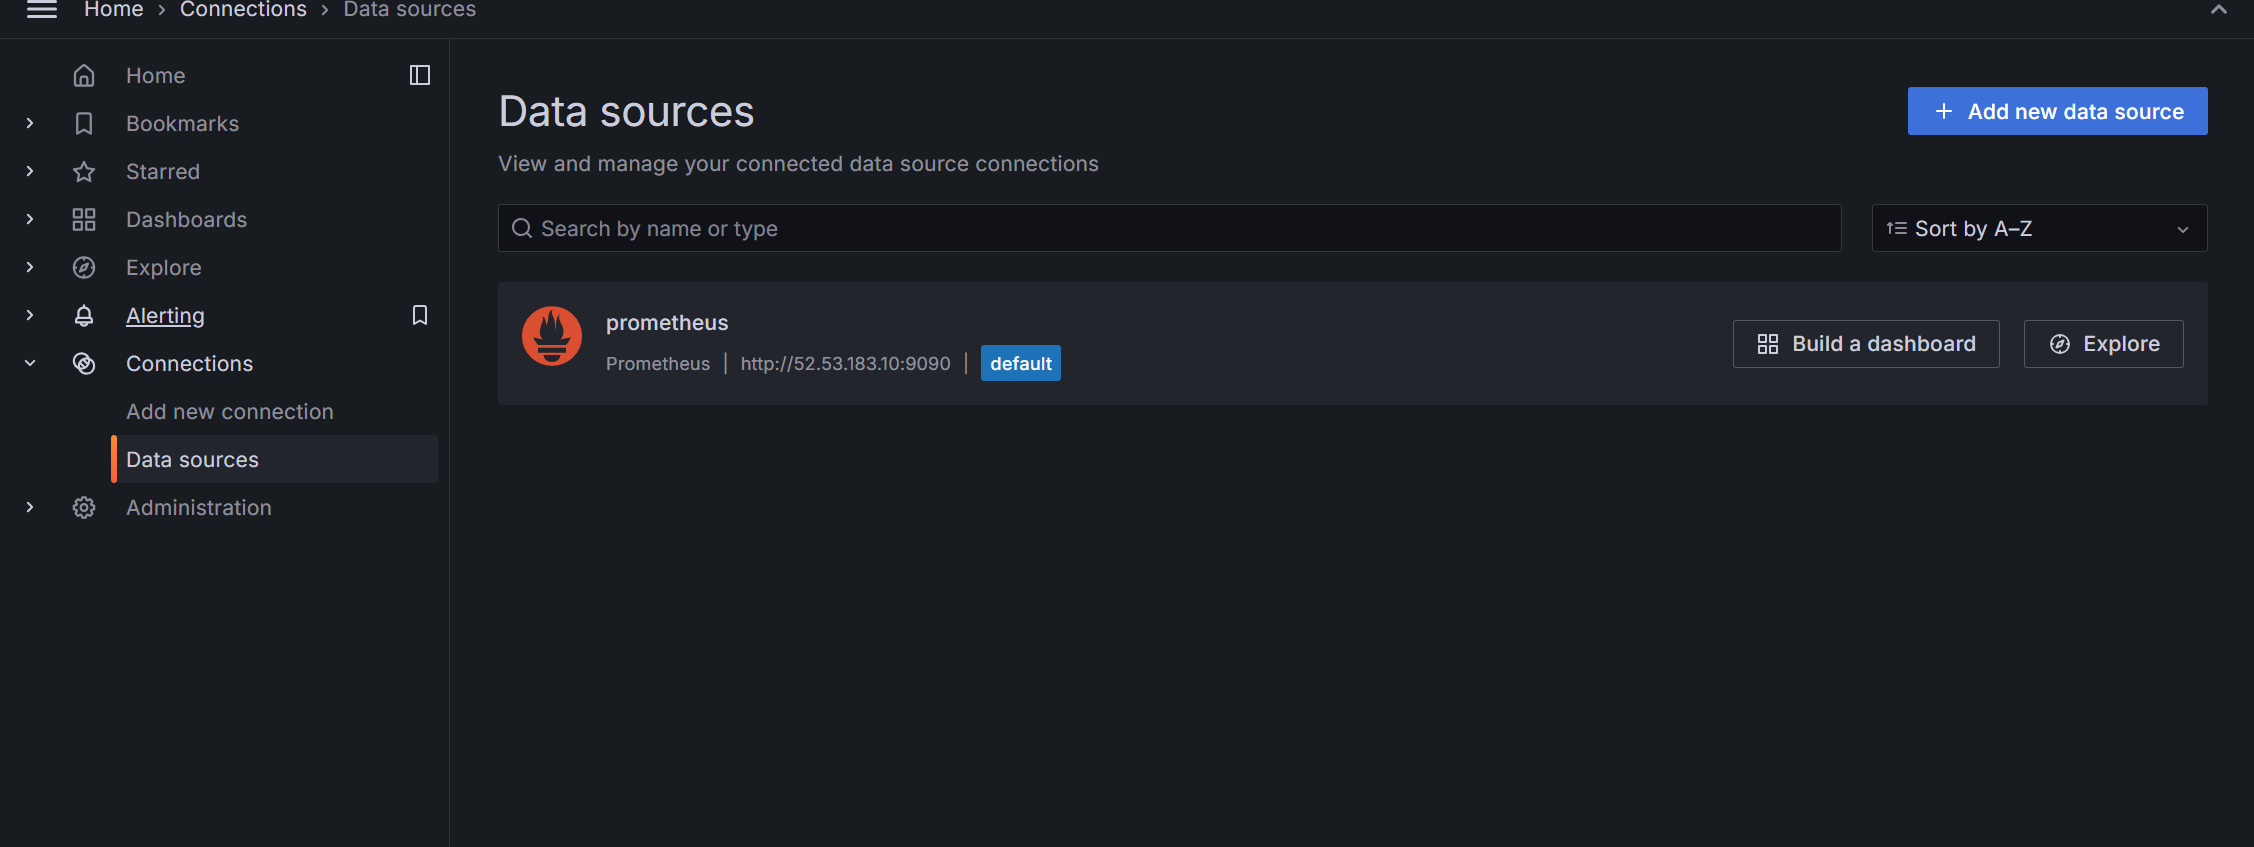 Home › Connections › Data sources
Home
Bookmarks
Starred
Dashboards
Explore
Alerting
Connections
Add new connection
Data sources
Administration
Data sources
Add new data source
View and manage your connected data source connections
Search by name or type
Sort by A–Z
prometheus
Prometheus | http://52.53.183.10:9090 | default
Build a dashboard
Explore